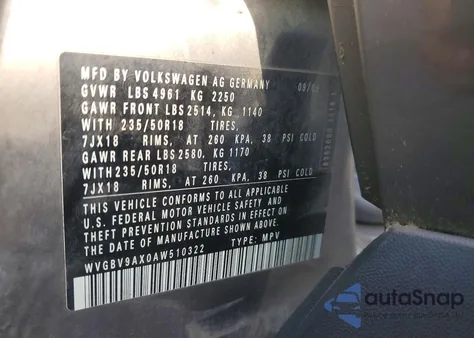 MFD BY VOLKSWAGEN AG GERMANY
GVWR LBS 4961 KG 2250
GAWR FRONT LBS 2514, KG 1140
WITH 235/50R18 TIRES,
7JX18 RIMS, AT 260 KPA, 38 PSI COLD
GAWR REAR LBS 2580, KG 1170
WITH 235/50R18 TIRES,
7JX18 RIMS, AT 260 KPA, 38 PSI COLD
THIS VEHICLE CONFORMS TO ALL APPLICABLE
U.S. FEDERAL MOTOR VEHICLE SAFETY AND
THEFT PREVENTION STANDARDS IN EFFECT ON
THE DATE OF MANUFACTURE SHOWN ABOVE.
WVGBV9AX0AW510322 TYPE: MPV
autoSnap